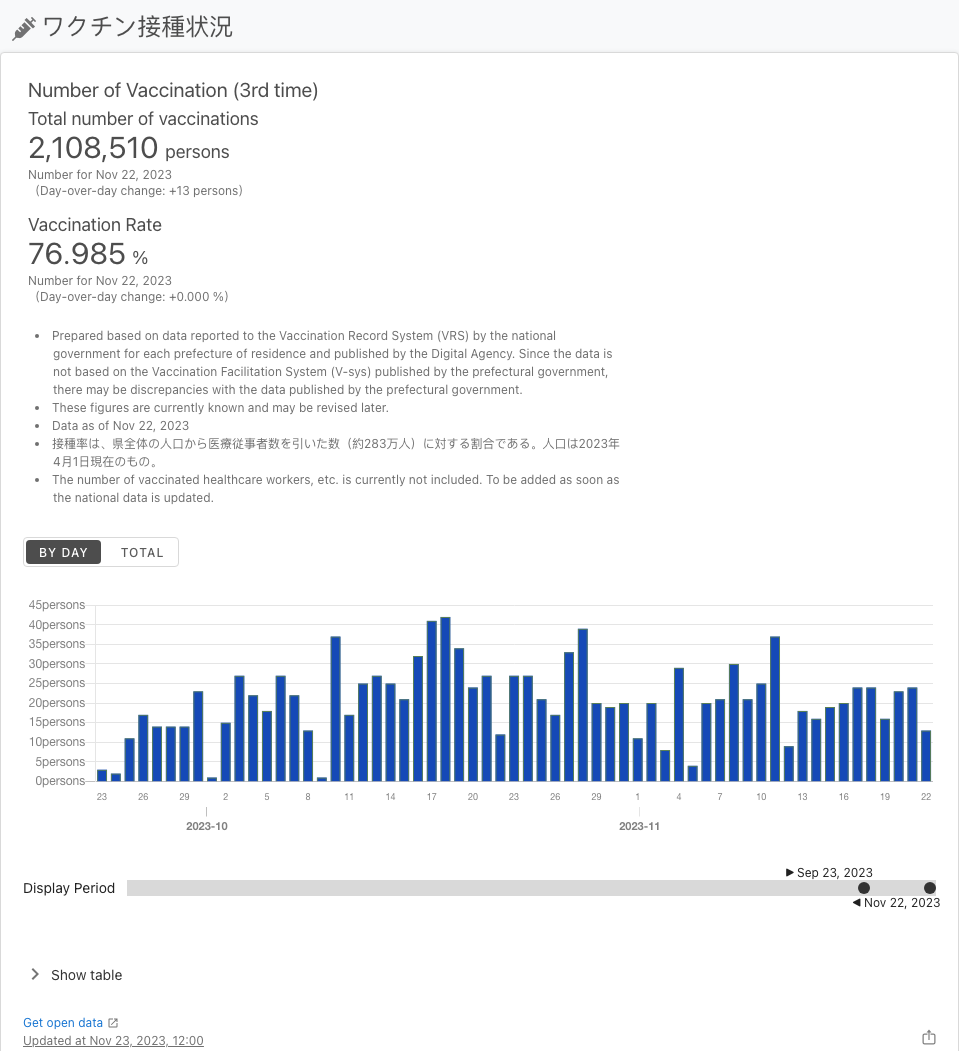 ワクチン接種状況
Number of Vaccination (3rd time)
Total number of vaccinations
2,108,510 persons
Number for Nov 22, 2023
(Day-over-day change: +13 persons)
Vaccination Rate
76.985 %
Number for Nov 22, 2023
(Day-over-day change: +0.000 %)
• Prepared based on data reported to the Vaccination Record System (VRS) by the national
government for each prefecture of residence and published by the Digital Agency. Since the data is
not based on the Vaccination Facilitation System (V-sys) published by the prefectural government,
there may be discrepancies with the data published by the prefectural government.
• These figures are currently known and may be revised later.
• Data as of Nov 22, 2023
• 接種率は、県全体の人口から医療従事者数を引いた数（約283万人）に対する割合である。人口は2023年
4月1日現在のもの。
• The number of vaccinated healthcare workers, etc. is currently not included. To be added as soon as
the national data is updated.
BY DAY TOTAL
45persons
40persons
35persons
30persons
25persons
20persons
15persons
10persons
5persons
0persons
23 26 29 2 5 8 11 14 17 20 23 26 29 1 4 7 10 13 16 19 22
2023-10 2023-11
Sep 23, 2023
Display Period
Nov 22, 2023
Show table
Get open data
Updated at Nov 23, 2023, 12:00